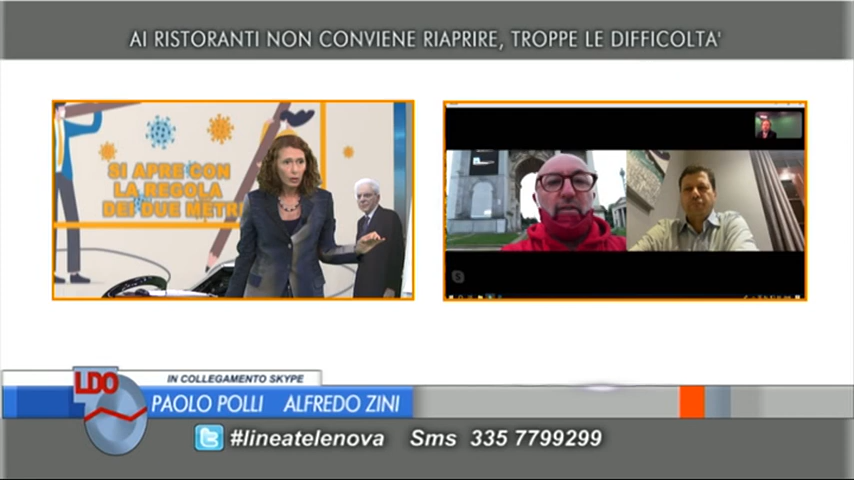 AI RISTORANTI NON CONVIENE RIAPRIRE, TROPPE LE DIFFICOLTA'
SI APRE CON
LA REGOLA
DEI DUE METRI
LDO
IN COLLEGAMENTO SKYPE
PAOLO POLLI ALFREDO ZINI
#lineatelenova Sms 335 7799299